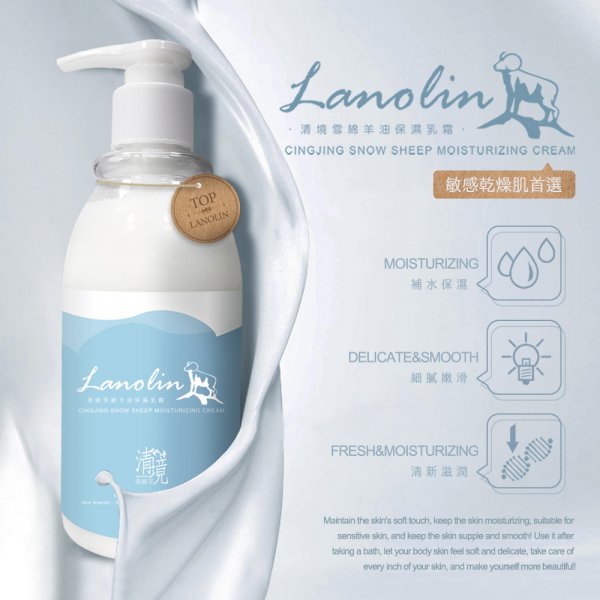 Lanolin
·清境雪綿羊油保濕乳霜·
CINGJING SNOW SHEEP MOISTURIZING CREAM
敏感乾燥肌首選
TOP
LANOLIN
MOISTURIZING
補水保濕
DELICATE&SMOOTH
細膩嫩滑
FRESH&MOISTURIZING
清新滋潤
Lanolin
·清境雪綿羊油保濕乳霜·
CINGJING SNOW SHEEP MOISTURIZING CREAM
清境
Maintain the skin's soft touch, keep the skin moisturizing, suitable for
sensitive skin, and keep the skin supple and smooth! Use it after
taking a bath, let your body skin feel soft and delicate, take care of
every inch of your skin, and make yourself more beautiful!